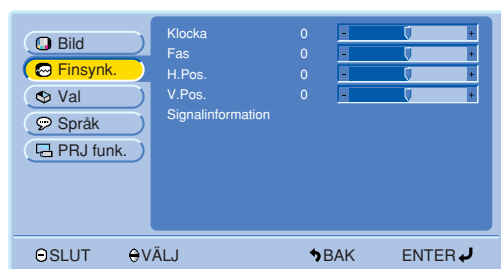 Bild
Finsynk.
Val
Språk
PRJ funk.
Klocka 0 - +
Fas 0 - +
H.Pos. 0 - +
V.Pos. 0 - +
Signalinformation
SLUT VÄLJ BAK ENTER